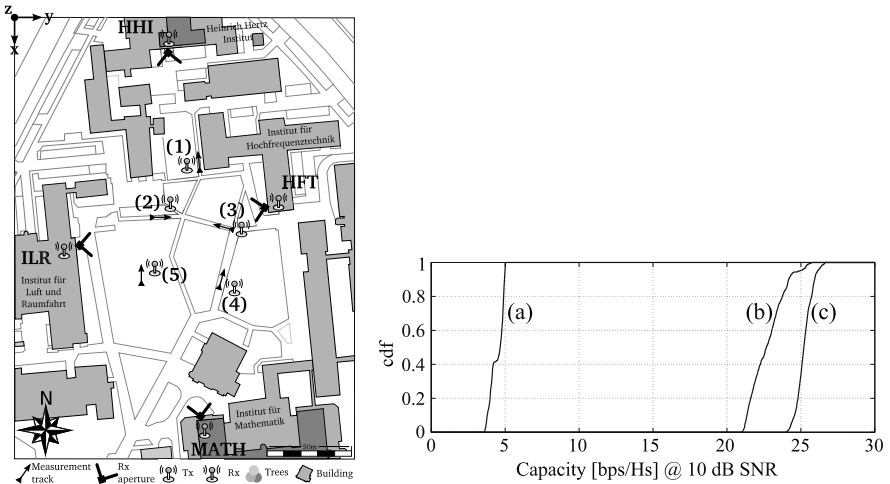 z
y
x
HHI
Heinrich Hertz
Institut
(1)
Institut für
Hochfrequenztechnik
HFT
(2)
(3)
ILR
Institut für
Luft und
Raumfahrt
(5)
(4)
N
Institut für
Mathematik
MATH
50m
Measurement
track
Rx
aperture
Tx
Rx
Trees
Building
1
0.8
0.6
0.4
0.2
0
cdf
(a)
(b)
(c)
0 5 10 15 20 25 30
Capacity [bps/Hs] @ 10 dB SNR